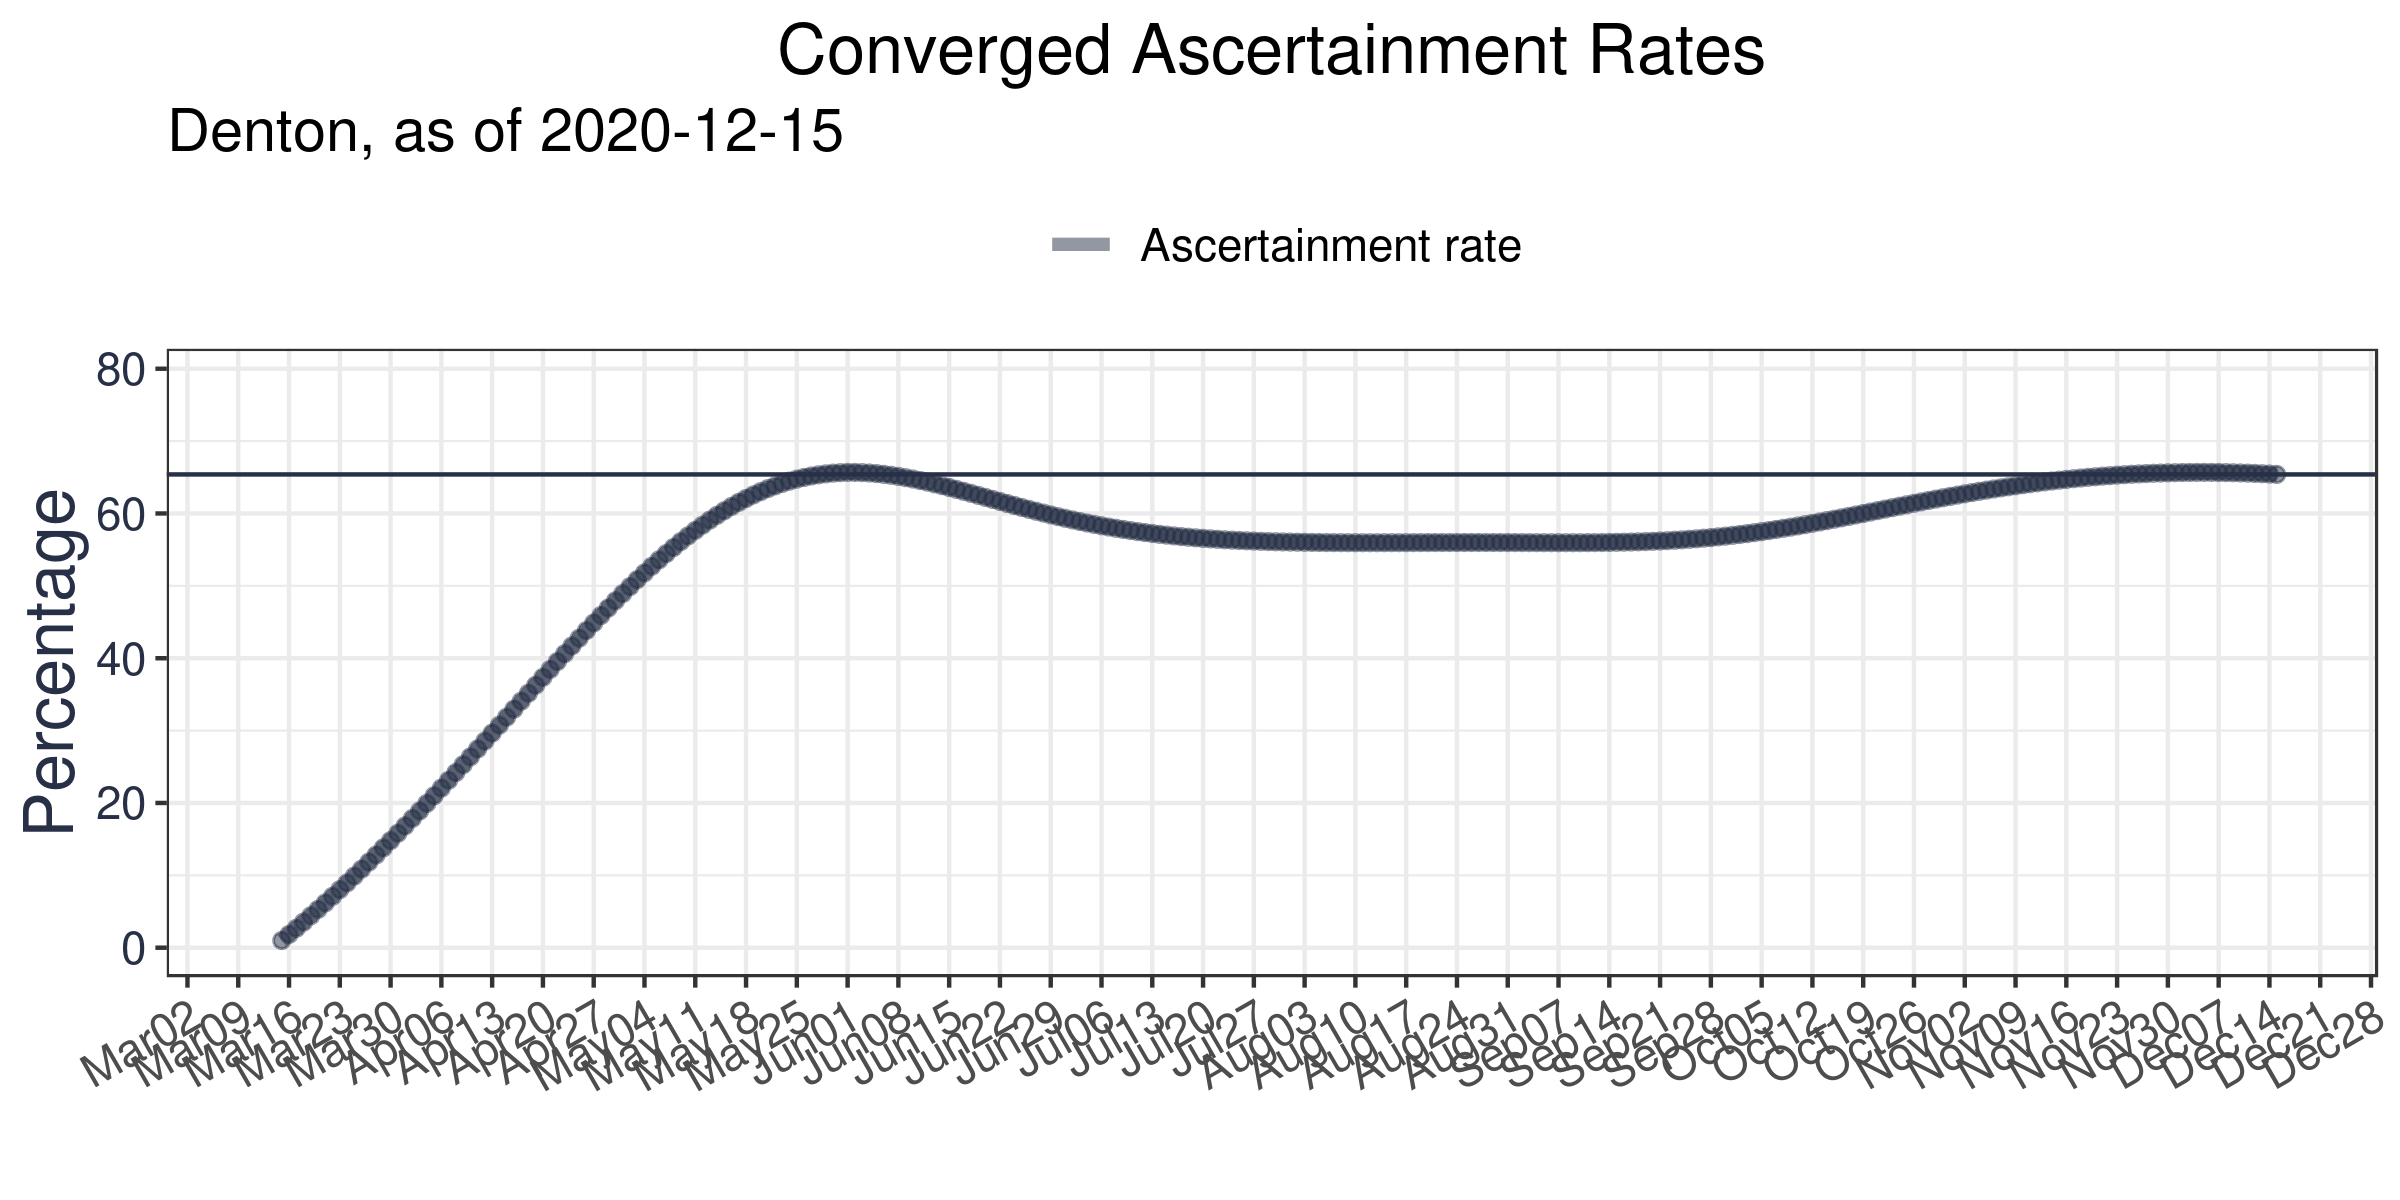 Converged Ascertainment Rates
Denton, as of 2020-12-15
Ascertainment rate
Percentage
80
60
40
20
0
Mar02
Mar09
Mar16
Mar23
Mar30
Apr06
Apr13
Apr20
Apr27
May04
May11
May18
May25
Jun01
Jun08
Jun15
Jun22
Jun29
Jul06
Jul13
Jul20
Jul27
Aug03
Aug10
Aug17
Aug24
Aug31
Sep07
Sep14
Sep21
Sep28
Oct05
Oct12
Oct19
Oct26
Nov02
Nov09
Nov16
Nov23
Nov30
Dec07
Dec14
Dec21
Dec28